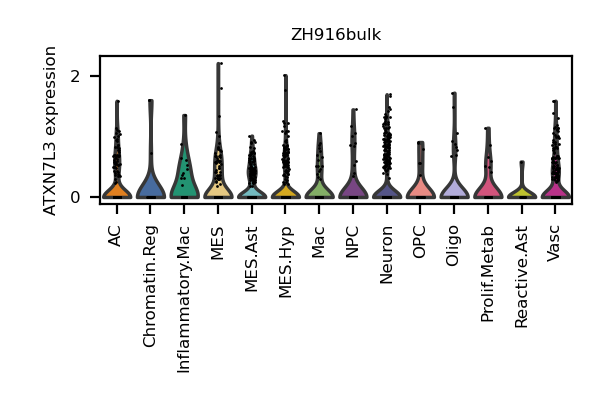 ZH916bulk
ATXN7L3 expression
2
0
AC
Chromatin.Reg
Inflammatory.Mac
MES
MES.Ast
MES.Hyp
Mac
NPC
Neuron
OPC
Oligo
Prolif.Metab
Reactive.Ast
Vasc